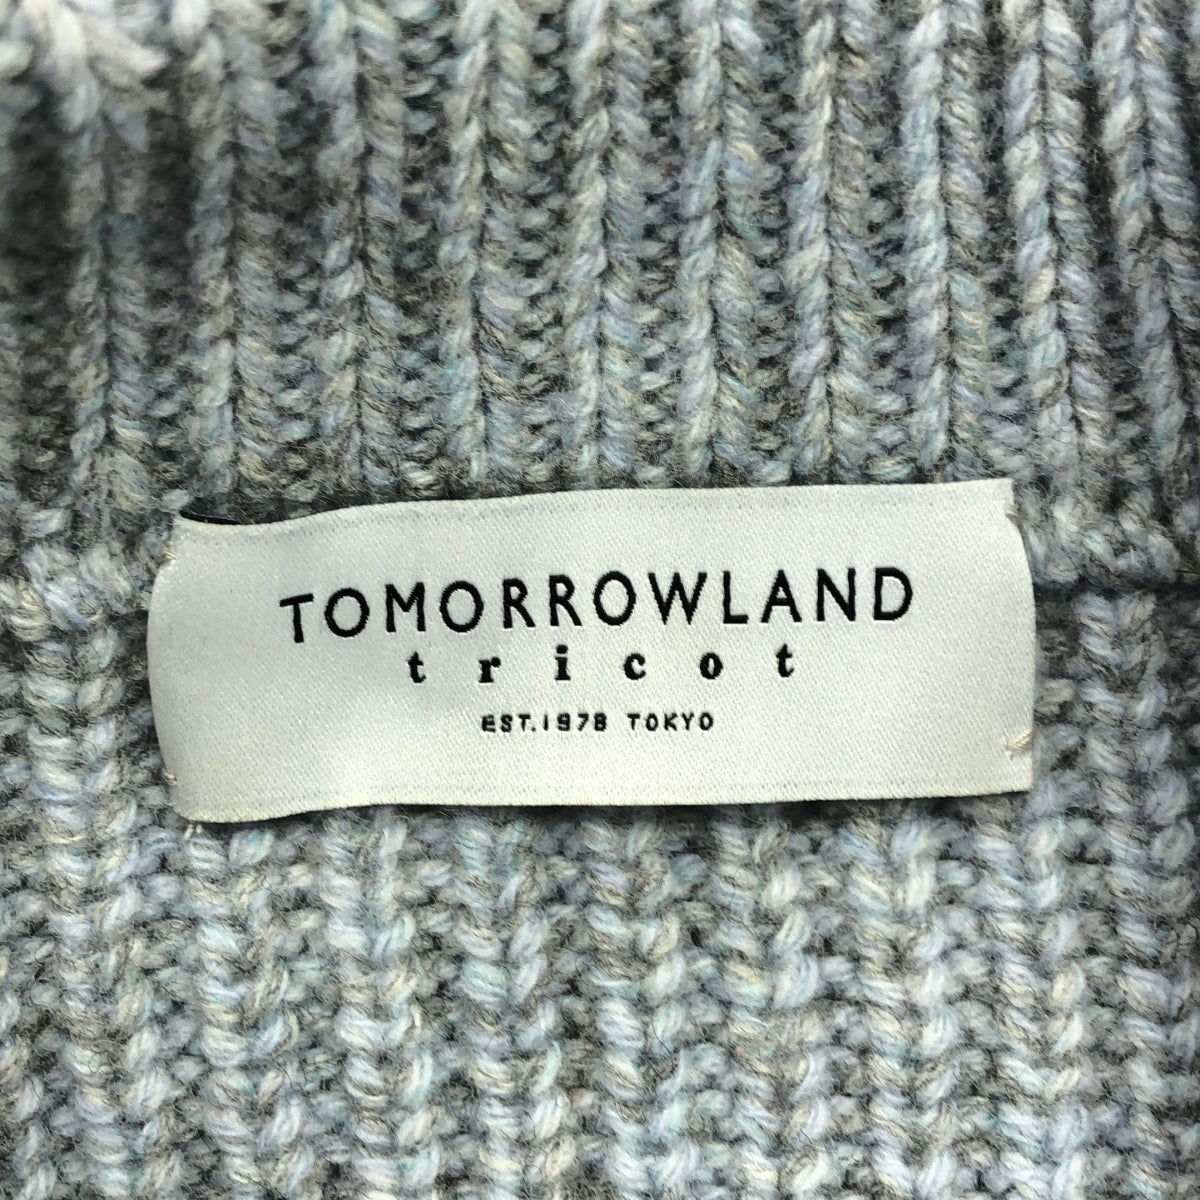 TOMORROWLAND
tricot
EST.1978 TOKYO